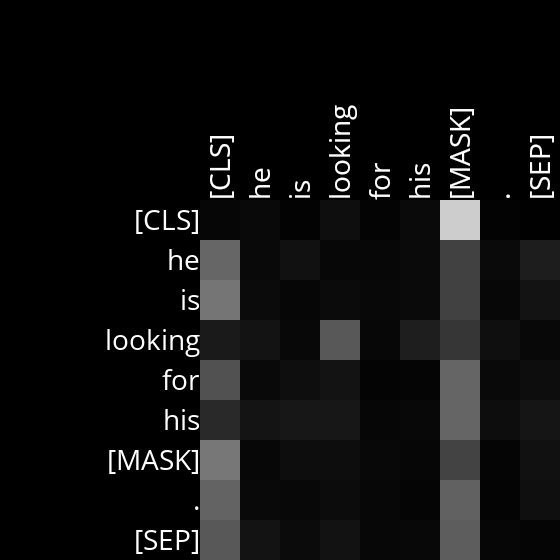 [CLS] he is looking for his [MASK] . [SEP]
[CLS]
he
is
looking
for
his
[MASK]
.
[SEP]